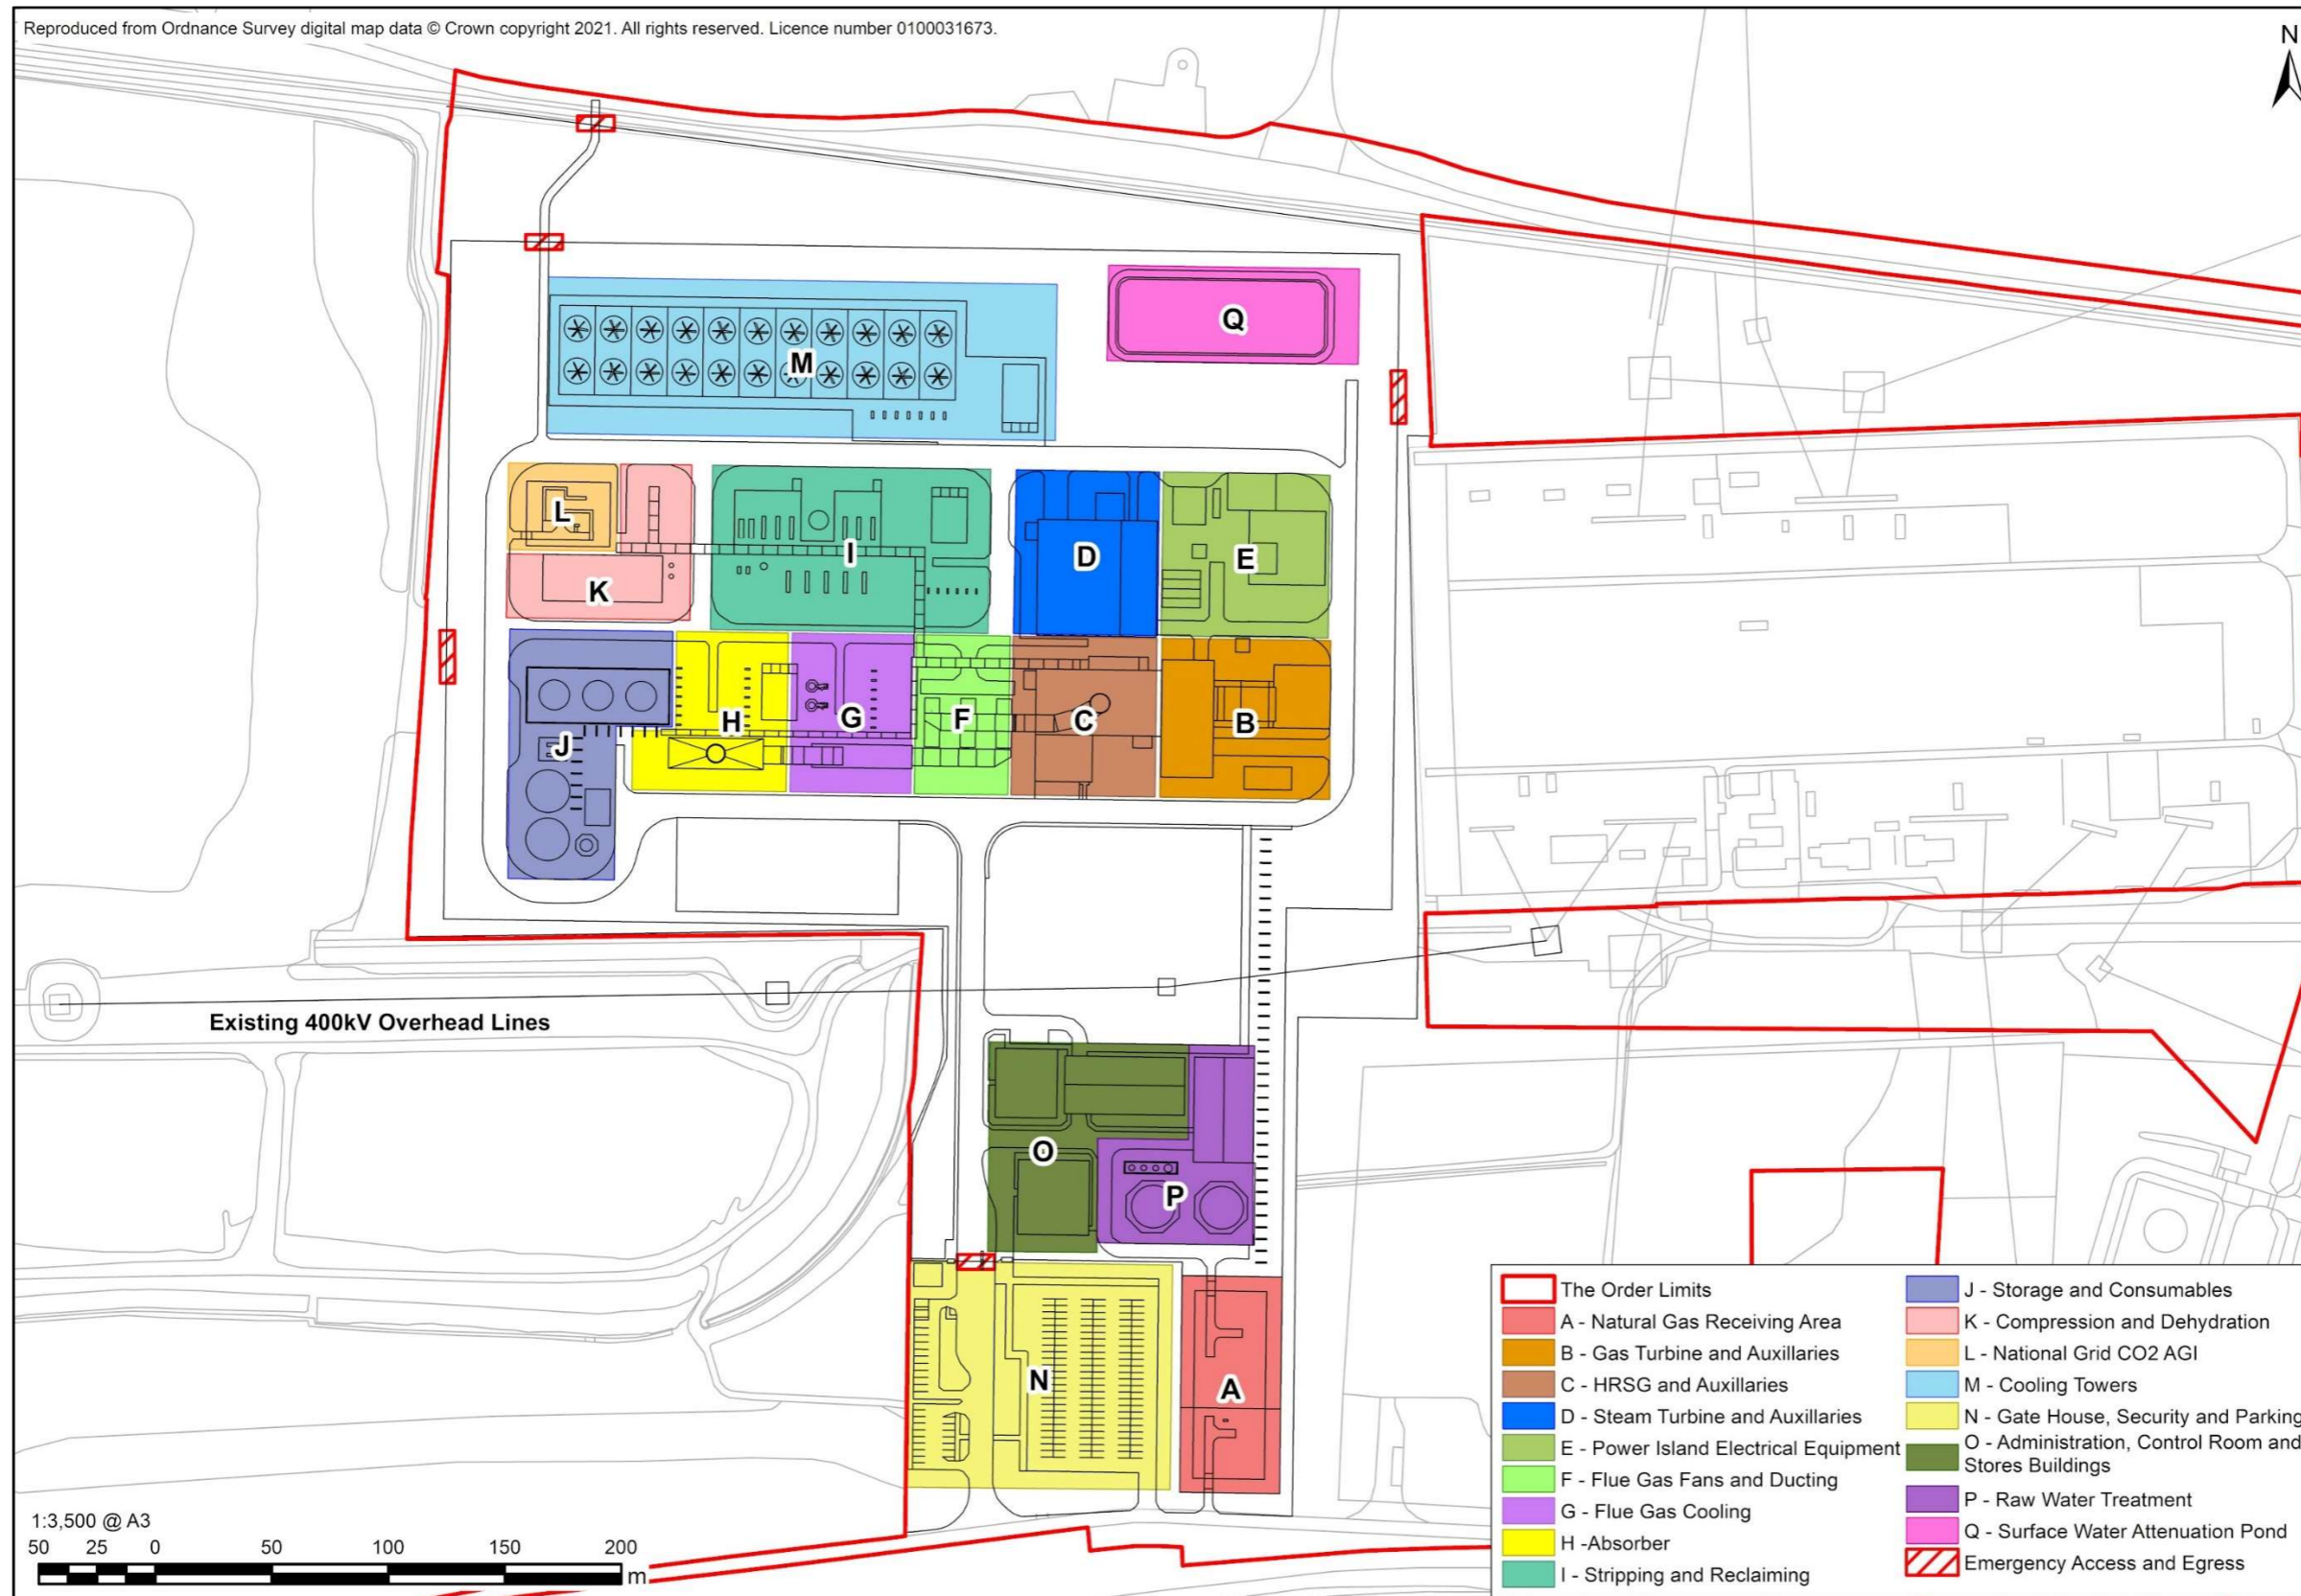 Reproduced from Ordnance Survey digital map data © Crown copyright 2021. All rights reserved. Licence number 0100031673.
N
Q
M
L
I
D
E
K
J
H
G
F
C
B
Existing 400kV Overhead Lines
O
P
N
A
1:3,500 @ A3
50 25 0 50 100 150 200
m
The Order Limits
A - Natural Gas Receiving Area
B - Gas Turbine and Auxillaries
C - HRSG and Auxillaries
D - Steam Turbine and Auxillaries
E - Power Island Electrical Equipment
F - Flue Gas Fans and Ducting
G - Flue Gas Cooling
H -Absorber
I - Stripping and Reclaiming
J - Storage and Consumables
K - Compression and Dehydration
L - National Grid CO2 AGI
M - Cooling Towers
N - Gate House, Security and Parking
O - Administration, Control Room and
Stores Buildings
P - Raw Water Treatment
Q - Surface Water Attenuation Pond
Emergency Access and Egress